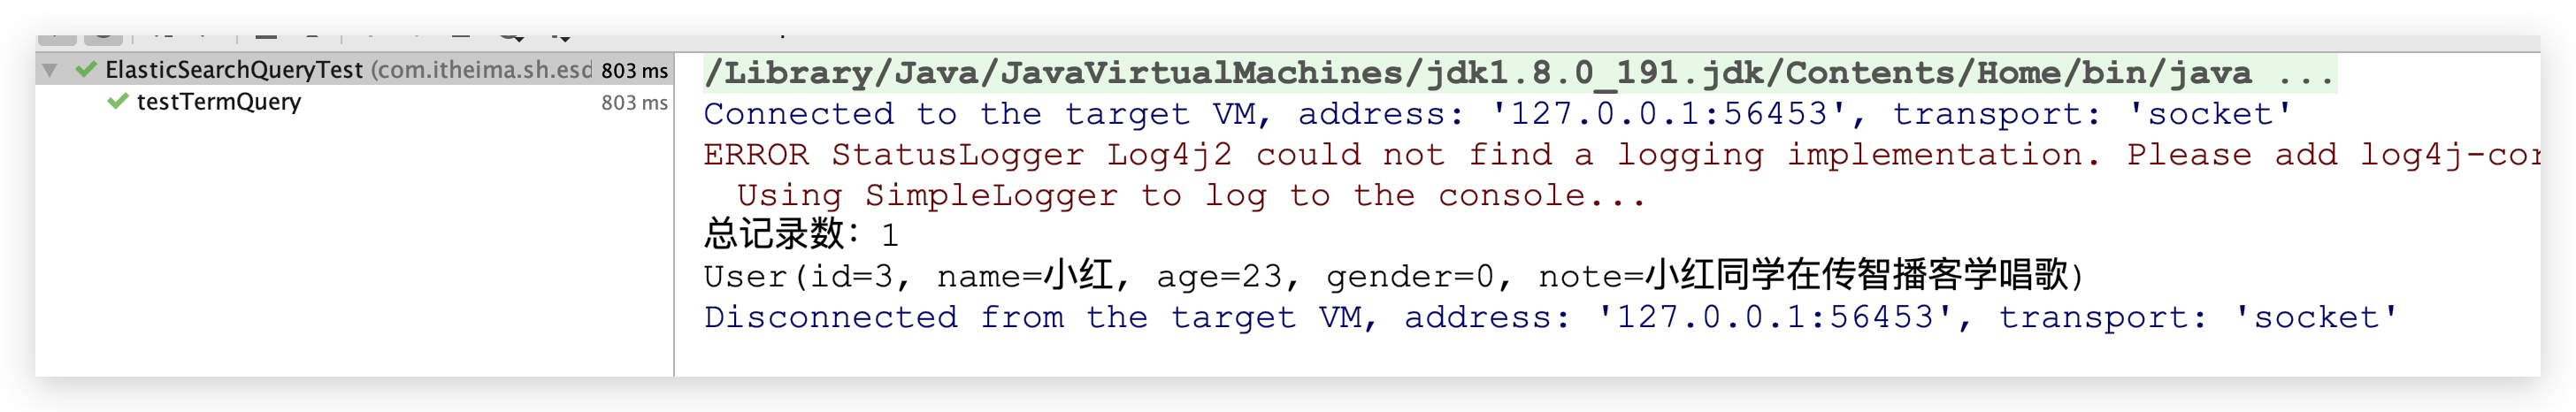 ElasticSearchQueryTest (com.itheima.sh.esd 803 ms
testTermQuery 803 ms
/Library/Java/JavaVirtualMachines/jdk1.8.0_191.jdk/Contents/Home/bin/java ...
Connected to the target VM, address: '127.0.0.1:56453', transport: 'socket'
ERROR StatusLogger Log4j2 could not find a logging implementation. Please add log4j-cor
Using SimpleLogger to log to the console...
总记录数：1
User(id=3, name=小红, age=23, gender=0, note=小红同学在传智播客学唱歌)
Disconnected from the target VM, address: '127.0.0.1:56453', transport: 'socket'